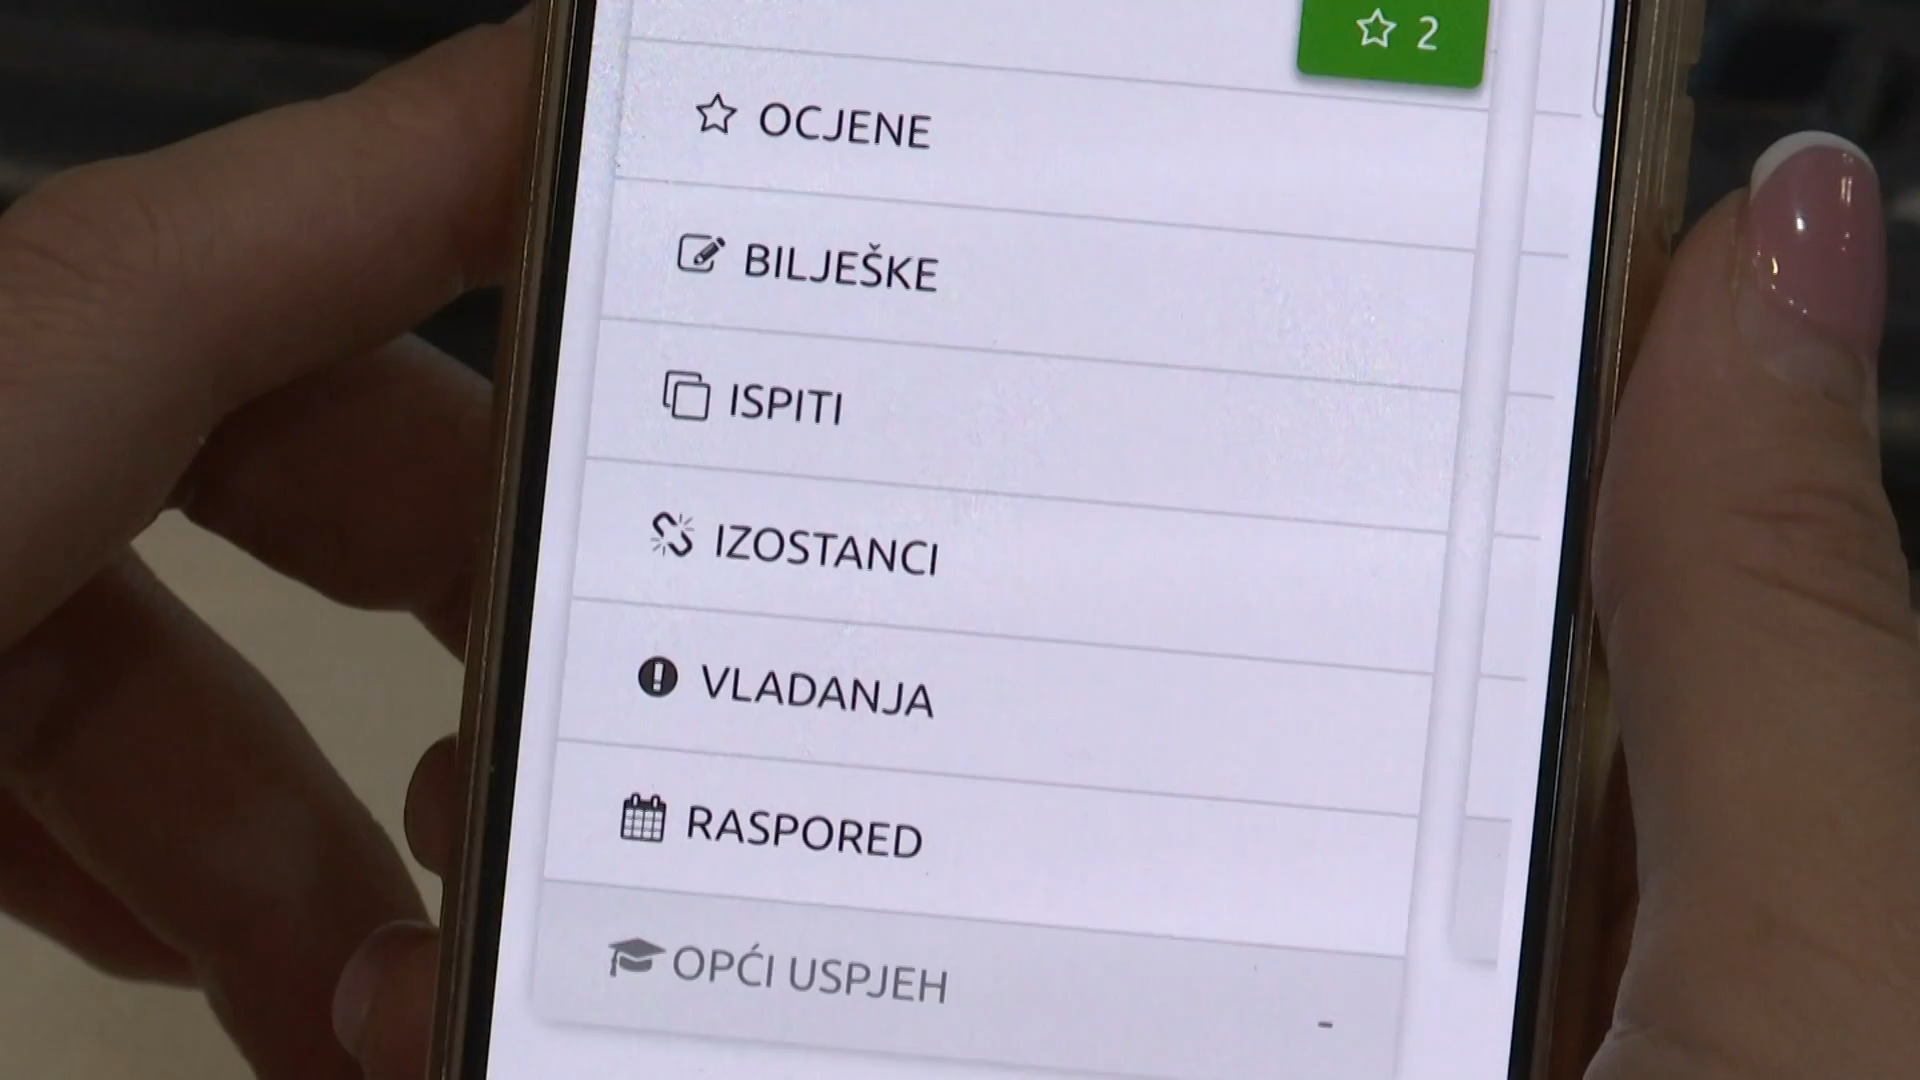 2
OCJENE
BILJEŠKE
ISPITI
IZOSTANCI
VLADANJA
RASPORED
OPĆI USPJEH
-